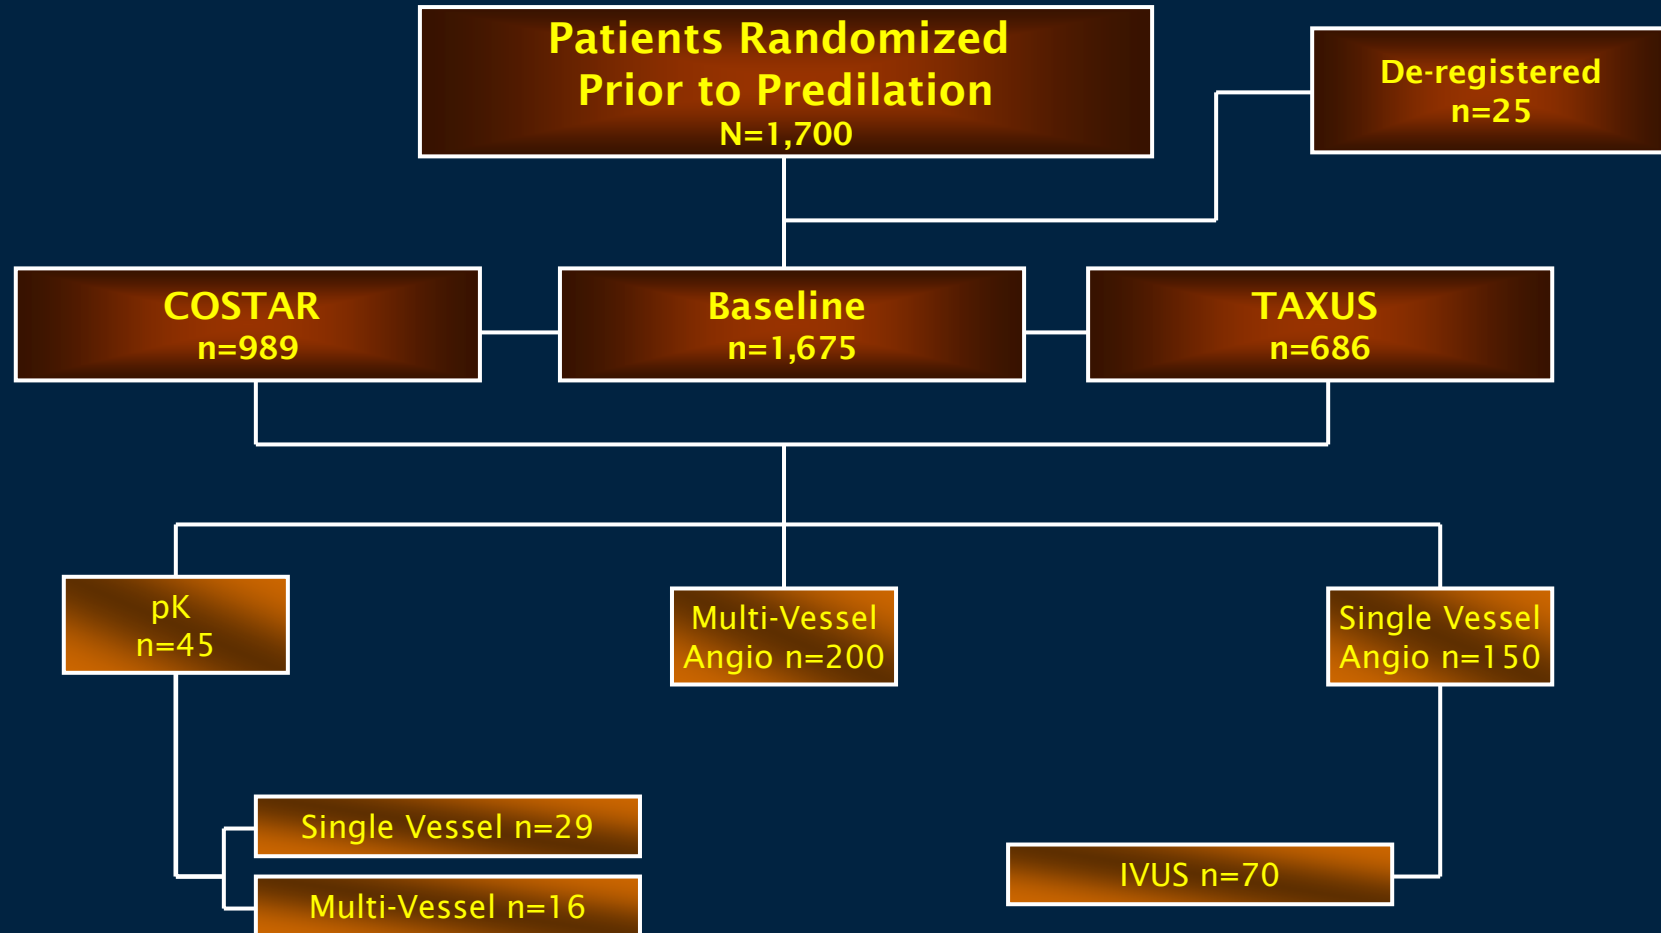 Patients Randomized
Prior to Predilation
N=1,700
De-registered
n=25
COSTAR
n=989
Baseline
n=1,675
TAXUS
n=686
pK
n=45
Multi-Vessel
Angio n=200
Single Vessel
Angio n=150
Single Vessel n=29
Multi-Vessel n=16
IVUS n=70